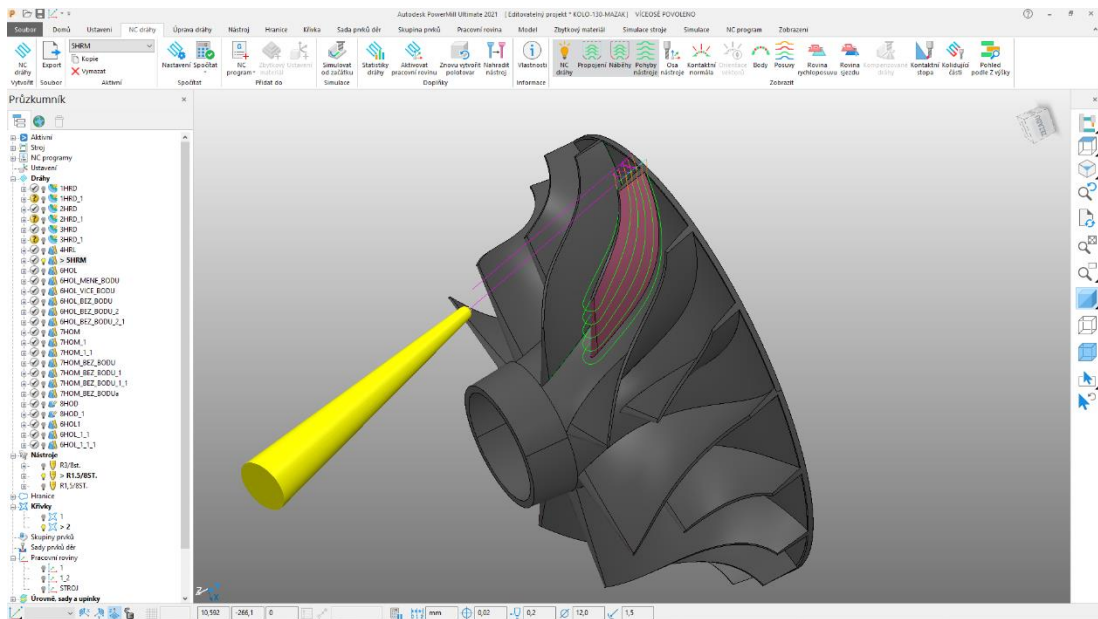 Autodesk PowerMill Ultimate 2021 [ Editovatelný projekt * KOLO-130-MAZAK ] VÍCEOSÉ POVOLENO
Soubor Domů Ustavení NC dráhy Úprava dráhy Nástroj Hranice Křivka Sada prvků děr Skupina prvků Pracovní rovina Model Zbytkový materiál Simulace stroje Simulace NC program Zobrazení
5HRM
Kopie
Vymazat
NC dráhy
Export
Nastavení
Spočítat
NC program
Zbytkový materiál
Ustavení
Simulovat od začátku
Statistiky dráhy
Aktivovat pracovní rovinu
Znovu vytvořit polotovar
Nahradit nástroj
Vlastnosti
NC dráhy
Propojení
Náběhy
Pohyby nástroje
Osa nástroje
Kontaktní normála
Orientace vektorů
Body
Posuvy
Rovina rychloposuvu
Rovina sjezdu
Kompenzované dráhy
Kontaktní stopa
Kolidující části
Pohled podle Z výšky
Vytvořit Soubor Aktivní Spočítat Přidat do Simulace Doplňky Informace Zobrazit
Průzkumník
Aktivní
Stroj
NC programy
Ustavení
Dráhy
1HRD
1HRD_1
2HRD
2HRD_1
3HRD
3HRD_1
4HRL
> 5HRM
6HOL
6HOL_MENE_BODU
6HOL_VICE_BODU
6HOL_BEZ_BODU
6HOL_BEZ_BODU_2
6HOL_BEZ_BODU_2_1
7HOM
7HOM_1
7HOM_1_1
7HOM_BEZ_BODU
7HOM_BEZ_BODU_1
7HOM_BEZ_BODU_1_1
7HOM_BEZ_BODUa
8HOD
8HOD_1
6HOL1
6HOL_1_1
6HOL_1_1_1
Nástroje
R3/8st.
> R1.5/8ST.
R1,5/8ST.
Hranice
Křivky
1
> 2
Skupiny prvků
Sady prvků děr
Pracovní roviny
1
1_2
STROJ
Úrovně, sady a upínky
Z
X
10,592 -266,1 0 mm 0,02 0,2 12,0 1,5